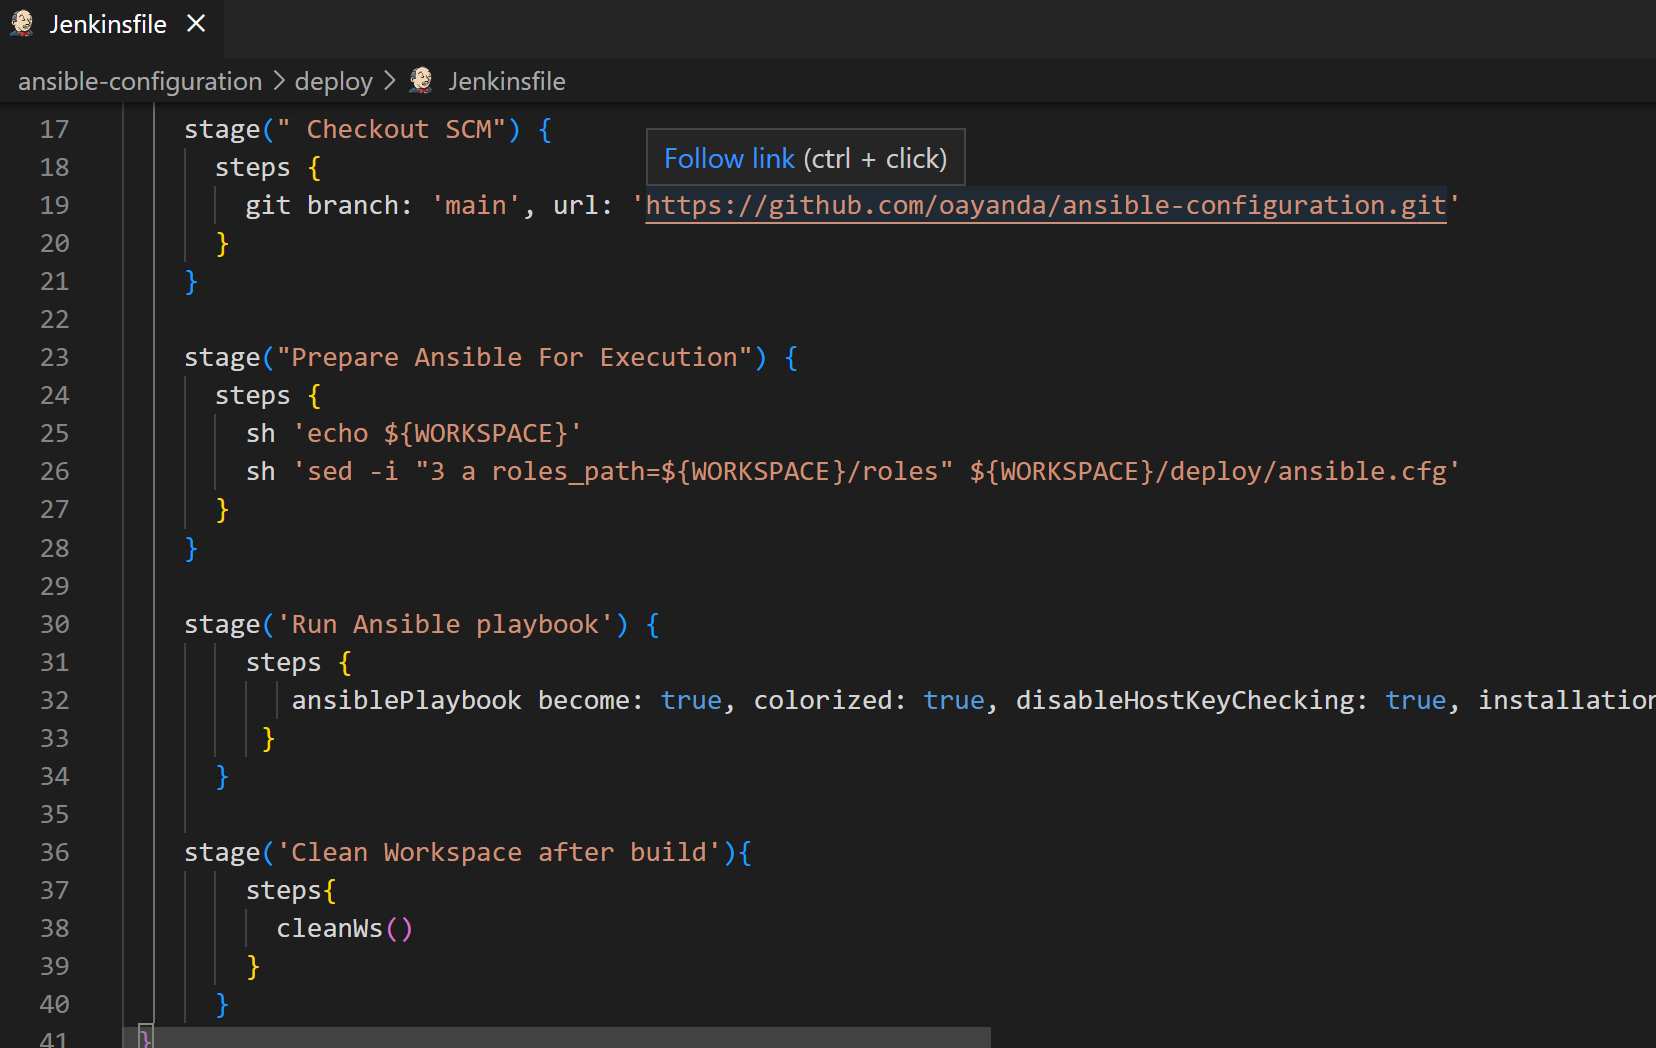 Jenkinsfile ×
ansible-configuration > deploy > Jenkinsfile
17 stage(" Checkout SCM") {
Follow link (ctrl + click)
18 steps {
19 git branch: 'main', url: 'https://github.com/oayanda/ansible-configuration.git'
20 }
21 }
22
23 stage("Prepare Ansible For Execution") {
24 steps {
25 sh 'echo ${WORKSPACE}'
26 sh 'sed -i "3 a roles_path=${WORKSPACE}/roles" ${WORKSPACE}/deploy/ansible.cfg'
27 }
28 }
29
30 stage('Run Ansible playbook') {
31 steps {
32 ansiblePlaybook become: true, colorized: true, disableHostKeyChecking: true, installation
33 }
34 }
35
36 stage('Clean Workspace after build'){
37 steps{
38 cleanWs()
39 }
40 }
41 }